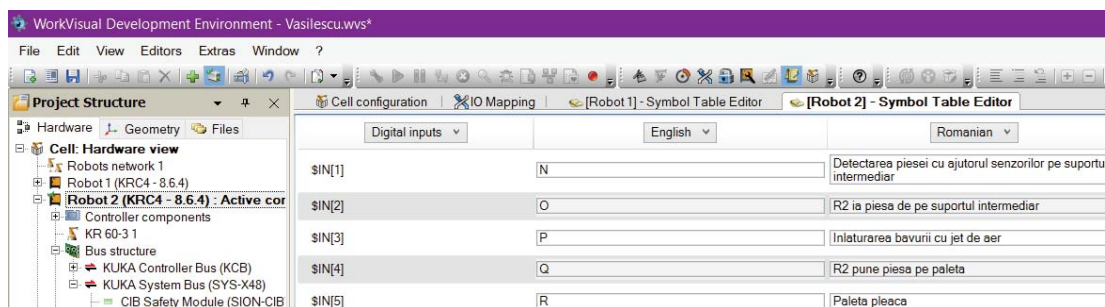 WorkVisual Development Environment - Vasilescu.wvs*
File Edit View Editors Extras Window ?
Project Structure
Cell configuration IO Mapping [Robot 1] - Symbol Table Editor [Robot 2] - Symbol Table Editor
Hardware Geometry Files
Digital inputs English Romanian
Cell: Hardware view
Robots network 1
Robot 1 (KRC4 - 8.6.4)
Robot 2 (KRC4 - 8.6.4) : Active
Controller components
KR 60-3 1
Bus structure
KUKA Controller Bus (KCB)
KUKA System Bus (SYS-X48)
CIB Safety Module (SION-CIB
$IN[1] N Detectarea piesei cu ajutorul senzorilor pe
intermediar
$IN[2] O R2 ia piesa de pe suportul intermediar
$IN[3] P Inlaturarea bavurii cu jet de aer
$IN[4] Q R2 pune piesa pe paleta
$IN[5] R Paleta pleaca